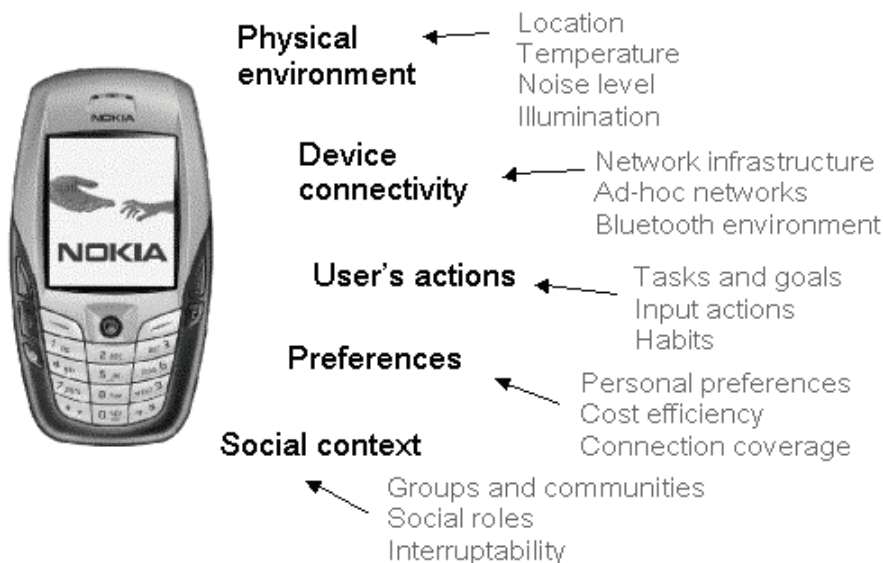 Physical
environment
Location
Temperature
Noise level
Illumination
NOKIA
Device
connectivity
Network infrastructure
Ad-hoc networks
Bluetooth environment
NOKIA
User's actions
Tasks and goals
Input actions
Habits
Preferences
Personal preferences
Cost efficiency
Connection coverage
Social context
Groups and communities
Social roles
Interruptability